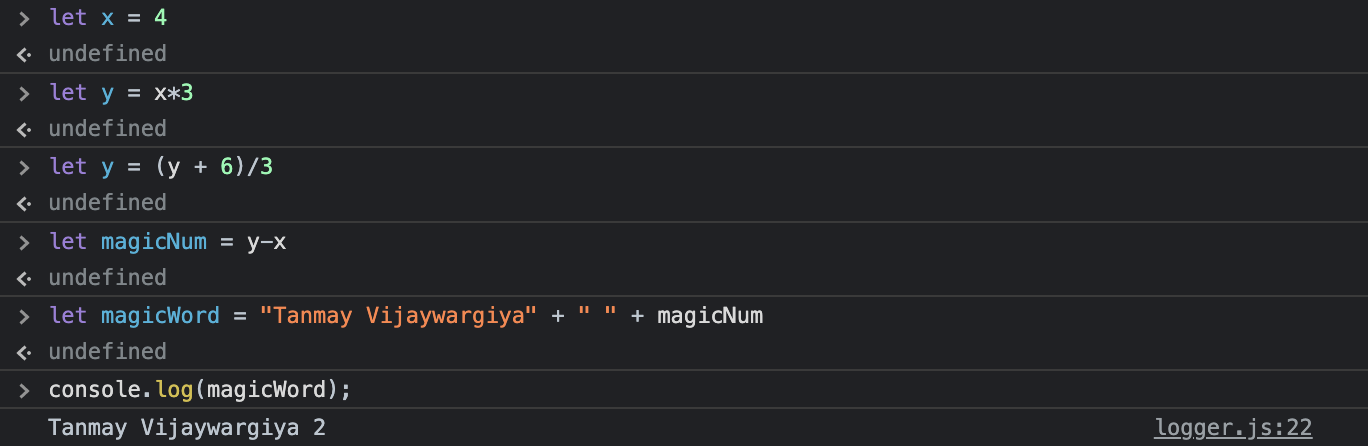 > let x = 4
< undefined
> let y = x*3
< undefined
> let y = (y + 6)/3
< undefined
> let magicNum = y-x
< undefined
> let magicWord = "Tanmay Vijaywargiya" + " " + magicNum
< undefined
> console.log(magicWord);
Tanmay Vijaywargiya 2 logger.js:22